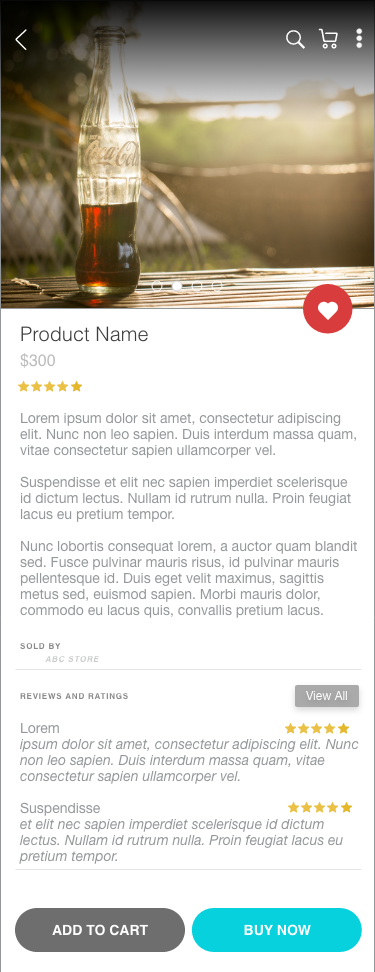 Coca-Cola
Product Name
$300
Lorem ipsum dolor sit amet, consectetur adipiscing
elit. Nunc non leo sapien. Duis interdum massa quam,
vitae consectetur sapien ullamcorper vel.
Suspendisse et elit nec sapien imperdiet scelerisque
id dictum lectus. Nullam id rutrum nulla. Proin feugiat
lacus eu pretium tempor.
Nunc lobortis consequat lorem, a auctor quam blandit
sed. Fusce pulvinar mauris risus, id pulvinar mauris
pellentesque id. Duis eget velit maximus, sagittis
metus sed, euismod sapien. Morbi mauris dolor,
commodo eu lacus quis, convallis pretium lacus.
SOLD BY
ABC STORE
REVIEWS AND RATINGS
View All
Lorem
ipsum dolor sit amet, consectetur adipiscing elit. Nunc
non leo sapien. Duis interdum massa quam, vitae
consectetur sapien ullamcorper vel.
Suspendisse
et elit nec sapien imperdiet scelerisque id dictum
lectus. Nullam id rutrum nulla. Proin feugiat lacus eu
pretium tempor.
ADD TO CART
BUY NOW